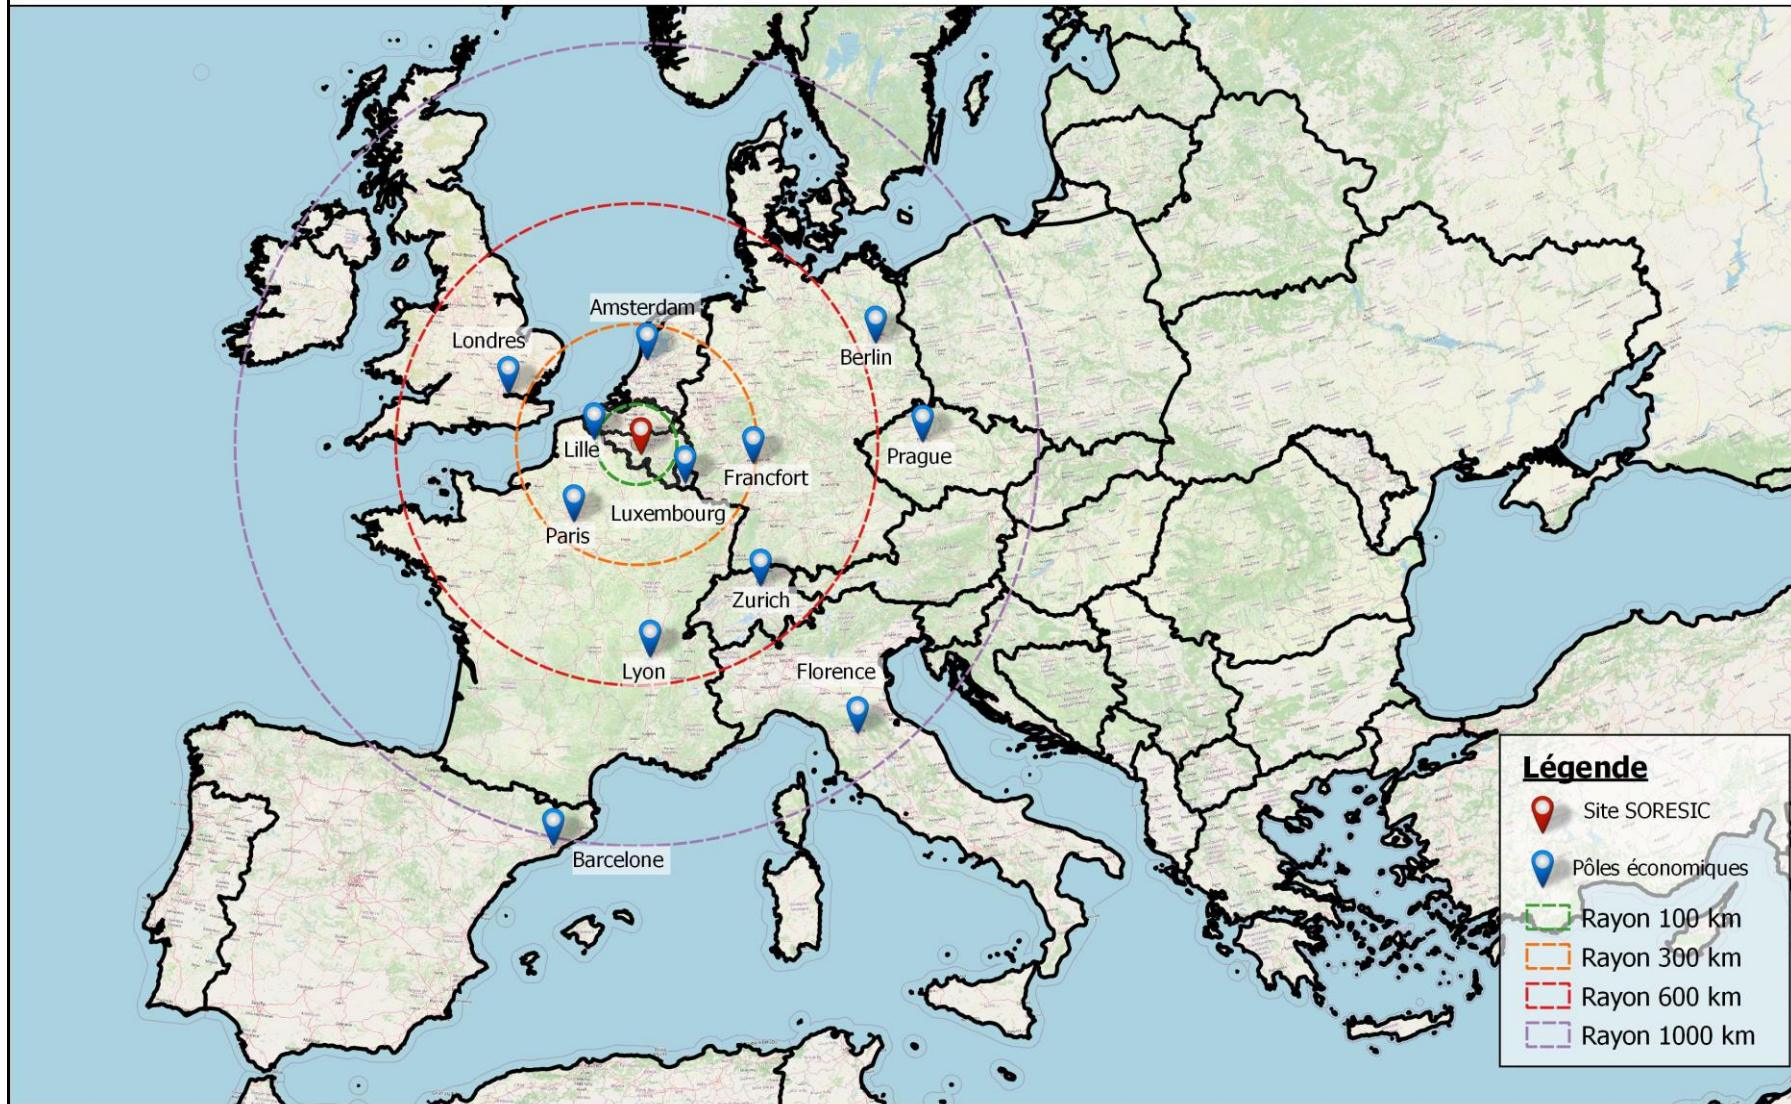 Amsterdam
Londres
Berlin
Lille
Francfort
Prague
Luxembourg
Paris
Zurich
Lyon
Florence
Barcelone
Légende
Site SORESIC
Pôles économiques
Rayon 100 km
Rayon 300 km
Rayon 600 km
Rayon 1000 km